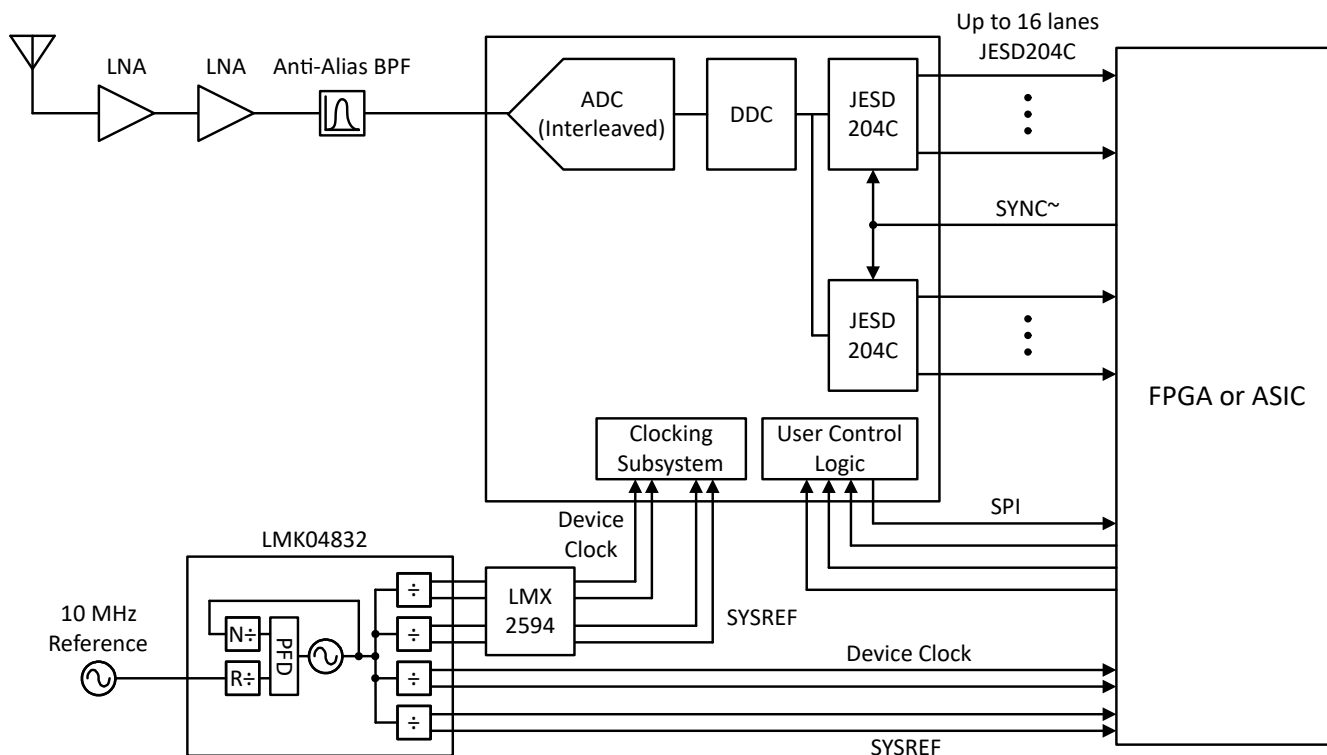 Up to 16 lanes
JESD204C
LNA
LNA
Anti-Alias BPF
ADC
(Interleaved)
DDC
JESD
204C
SYNC~
JESD
204C
FPGA or ASIC
Clocking
Subsystem
User Control
Logic
SPI
Device
Clock
LMK04832
10 MHz
Reference
N÷
R÷
PFD
÷
÷
÷
÷
LMX
2594
SYSREF
Device Clock
SYSREF